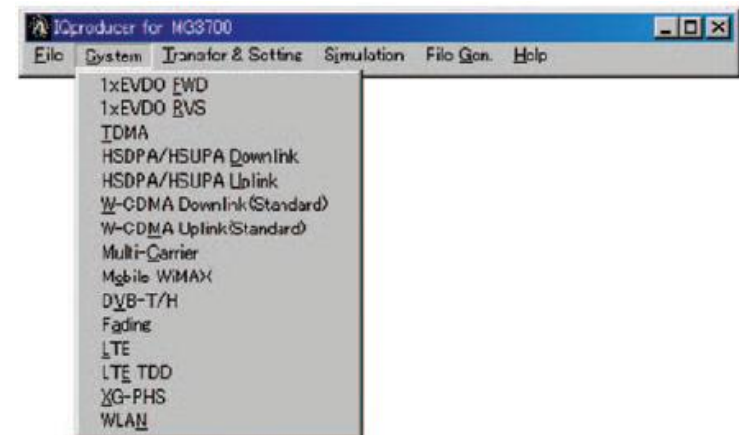 IQproducer for MG3700
File System Transfer & Setting Simulation File Gen. Help
1xEVDO FWD
1xEVDO RVS
TDMA
HSDPA/HSUPA Downlink
HSDPA/HSUPA Uplink
W-CDMA Downlink(Standard)
W-CDMA Uplink(Standard)
Multi-Carrier
Mobile WiMAX
DVB-T/H
Fading
LTE
LTE TDD
XG-PHS
WLAN